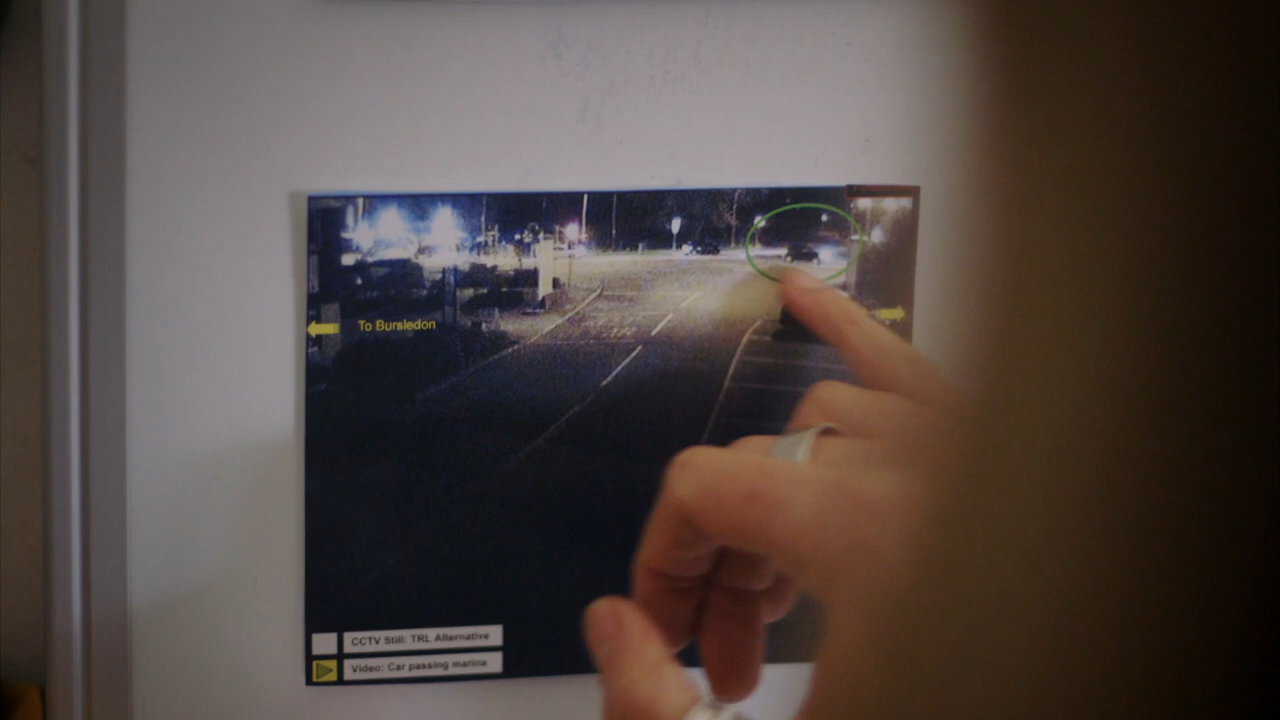 To Bursledon
CCTV Still: TRL Alternative
Video: Car passing marina